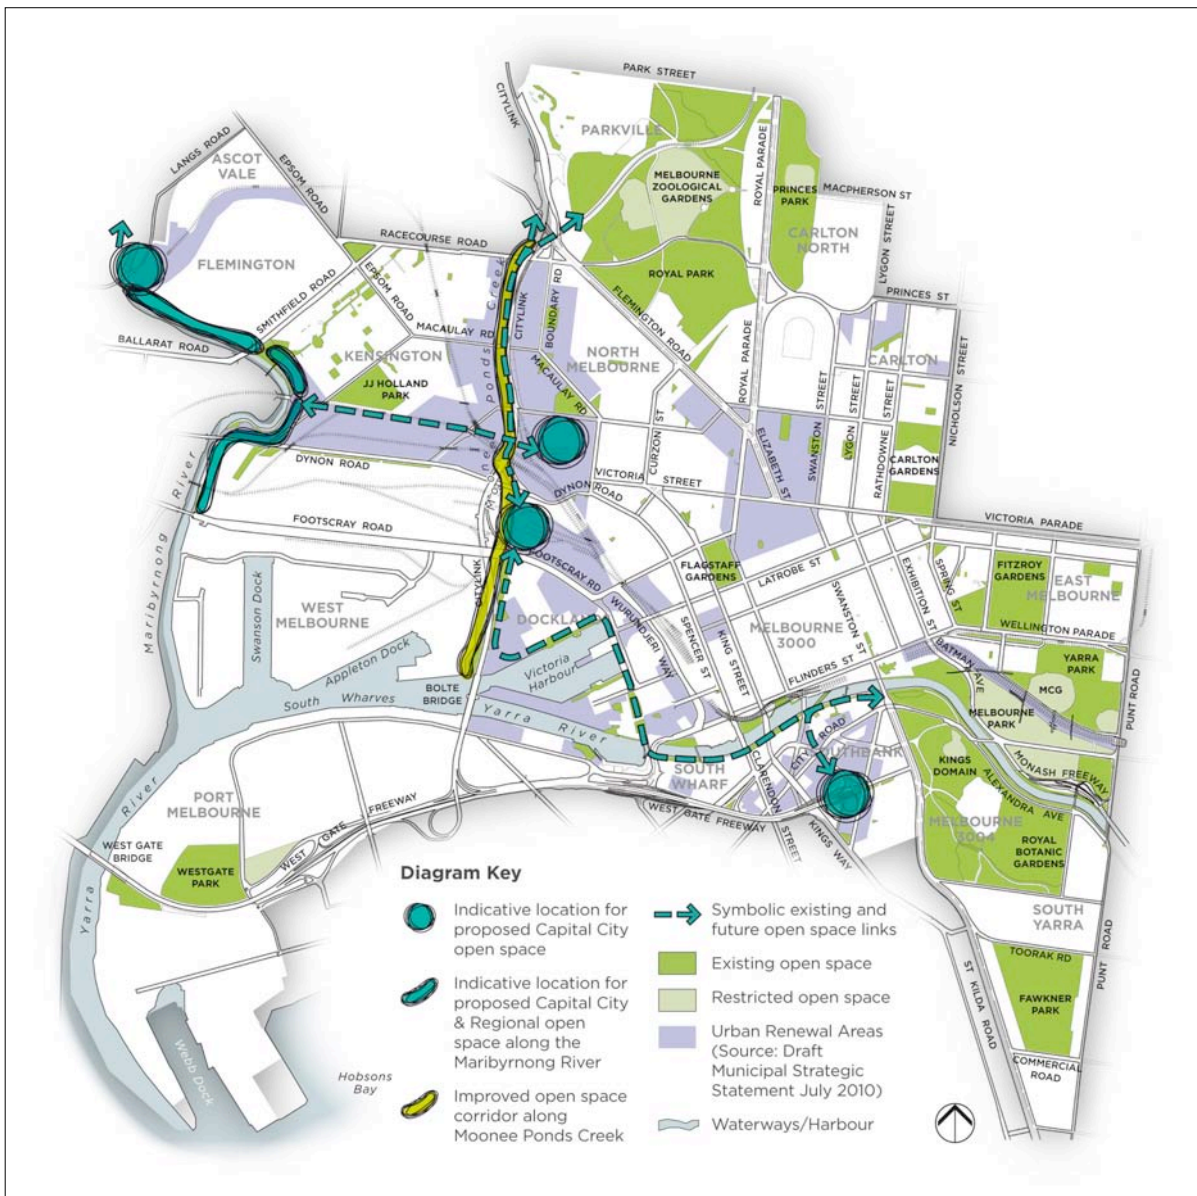 PARK STREET
CITYLINK
PARKVILLE
LANGS ROAD
ASCOT
VALE
EPSOM ROAD
ROYAL PARADE
MELBOURNE
ZOOLOGICAL
GARDENS
PRINCES
PARK
MACPHERSON ST
LYGON STREET
CARLTON
NORTH
RACECOURSE ROAD
FLEMINGTON
ROYAL PARK
PRINCES ST
SMITHFIELD ROAD
EPSOM ROAD
Moonee Ponds Creek
CITYLINK
BOUNDARY RD
FLEMINGTON ROAD
BALLARAT ROAD
MACAULAY RD
KENSINGTON
NORTH
MELBOURNE
ROYAL PARADE
CARLTON
NICHOLSON STREET
JJ HOLLAND
PARK
MACAULAY RD
CURZON ST
ELIZABETH ST
SWANSTON STREET
LYGON STREET
RATHDOWNE STREET
CARLTON
GARDENS
Maribyrnong River
DYNON ROAD
VICTORIA STREET
DYNON ROAD
FOOTSCRAY ROAD
VICTORIA PARADE
FOOTSCRAY RD
CITYLINK
FLAGSTAFF
GARDENS
LATROBE ST
EXHIBITION ST
SPRING ST
FITZROY
GARDENS
EAST
MELBOURNE
Swanson Dock
WEST
MELBOURNE
WURUNDJERI WAY
SPENCER ST
KING STREET
MELBOURNE
3000
SWANSTON ST
WELLINGTON PARADE
Appleton Dock
Victoria
Harbour
FLINDERS ST
BATMAN AVE
YARRA
PARK
MCG
BOLTE
BRIDGE
South Wharves
Yarra River
MELBOURNE
PARK
PUNT ROAD
CITY ROAD
SOUTHBANK
KINGS
DOMAIN
MONASH FREEWAY
ALEXANDRA AVE
SOUTH
WHARF
CLARENDON STREET
PORT
MELBOURNE
WEST GATE FREEWAY
WEST GATE FREEWAY
KINGS WAY
MELBOURNE
3004
ROYAL
BOTANIC
GARDENS
WEST GATE
BRIDGE
WESTGATE
PARK
Yarra River
SOUTH
YARRA
TOORAK RD
PUNT ROAD
ST KILDA ROAD
FAWKNER
PARK
COMMERCIAL
ROAD
Webb Dock
Hobsons
Bay
Diagram Key
Indicative location for
proposed Capital City
open space
Indicative location for
proposed Capital City
& Regional open
space along the
Maribyrnong River
Improved open space
corridor along
Moonee Ponds Creek
Symbolic existing and
future open space links
Existing open space
Restricted open space
Urban Renewal Areas
(Source: Draft
Municipal Strategic
Statement July 2010)
Waterways/Harbour